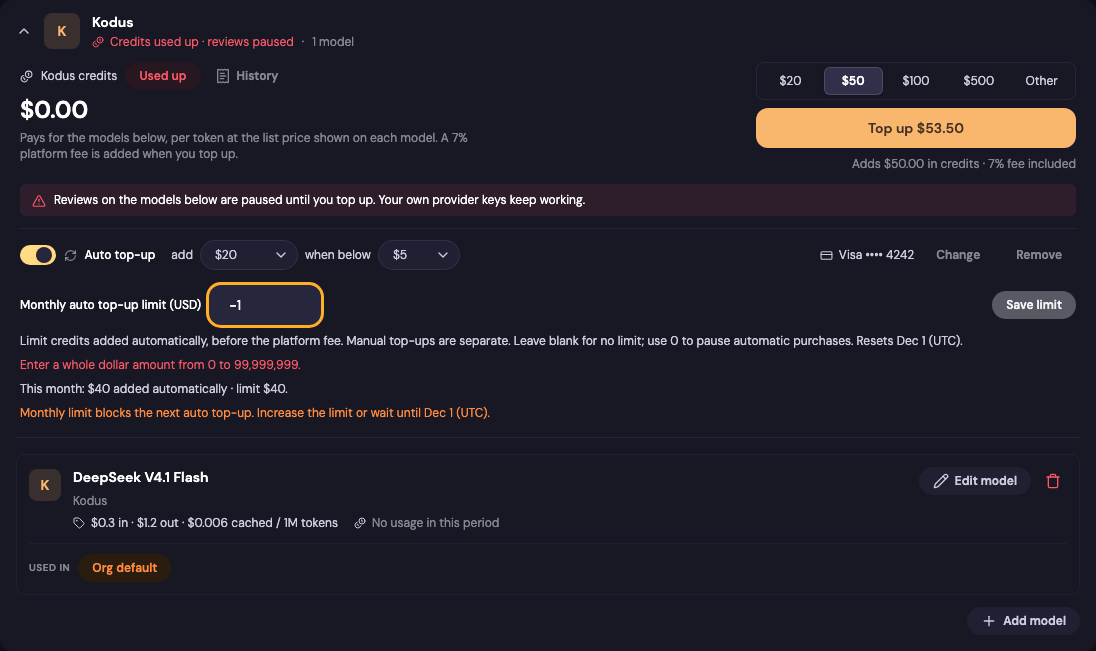 K
Kodus
Credits used up · reviews paused · 1 model
Kodus credits Used up History
$0.00
Pays for the models below, per token at the list price shown on each model. A 7%
platform fee is added when you top up.
$20 $50 $100 $500 Other
Top up $53.50
Adds $50.00 in credits · 7% fee included
Reviews on the models below are paused until you top up. Your own provider keys keep working.
Auto top-up add $20 when below $5 Visa •••• 4242 Change Remove
Monthly auto top-up limit (USD) -1 Save limit
Limit credits added automatically, before the platform fee. Manual top-ups are separate. Leave blank for no limit; use 0 to pause automatic purchases. Resets Dec 1 (UTC).
Enter a whole dollar amount from 0 to 99,999,999.
This month: $40 added automatically · limit $40.
Monthly limit blocks the next auto top-up. Increase the limit or wait until Dec 1 (UTC).
K
DeepSeek V4.1 Flash
Kodus
$0.3 in · $1.2 out · $0.006 cached / 1M tokens No usage in this period
Edit model
USED IN Org default
Add model